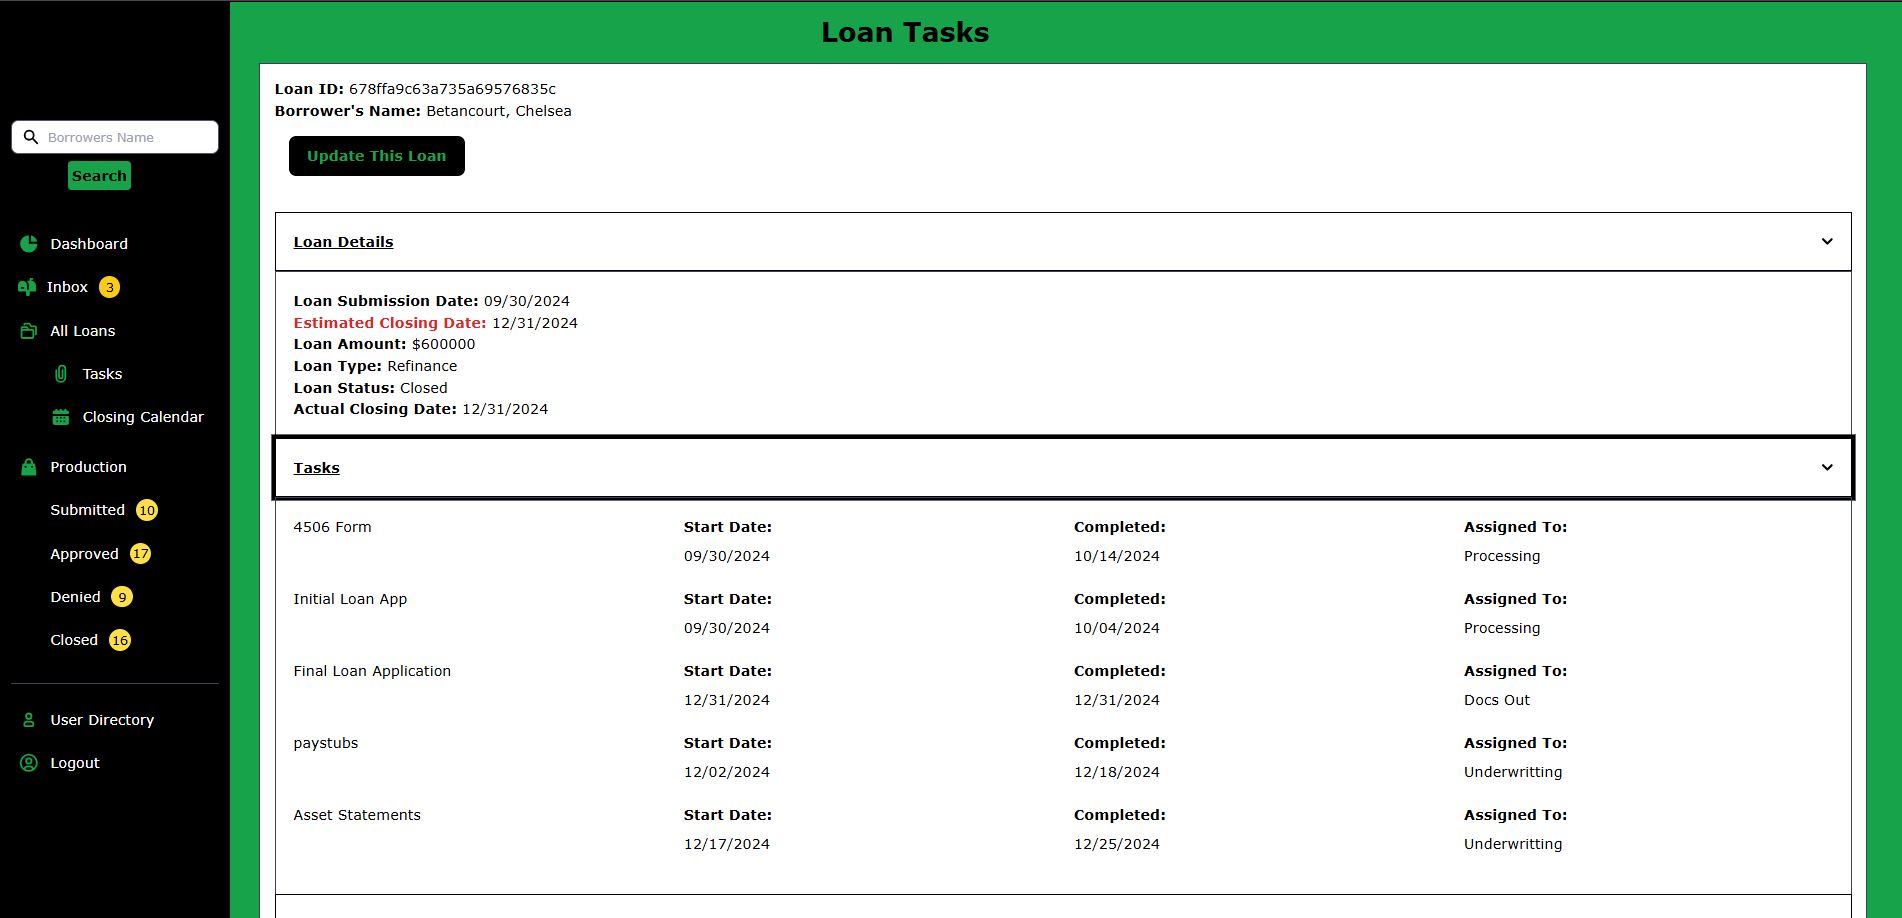 Loan Tasks
Borrowers Name
Search
Dashboard
Inbox 3
All Loans
Tasks
Closing Calendar
Production
Submitted 10
Approved 17
Denied 9
Closed 16
User Directory
Logout
Loan ID: 678ffa9c63a735a69576835c
Borrower's Name: Betancourt, Chelsea
Update This Loan
Loan Details
Loan Submission Date: 09/30/2024
Estimated Closing Date: 12/31/2024
Loan Amount: $600000
Loan Type: Refinance
Loan Status: Closed
Actual Closing Date: 12/31/2024
Tasks
4506 Form Start Date: Completed: Assigned To:
09/30/2024 10/14/2024 Processing
Initial Loan App Start Date: Completed: Assigned To:
09/30/2024 10/04/2024 Processing
Final Loan Application Start Date: Completed: Assigned To:
12/31/2024 12/31/2024 Docs Out
paystubs Start Date: Completed: Assigned To:
12/02/2024 12/18/2024 Underwritting
Asset Statements Start Date: Completed: Assigned To:
12/17/2024 12/25/2024 Underwritting